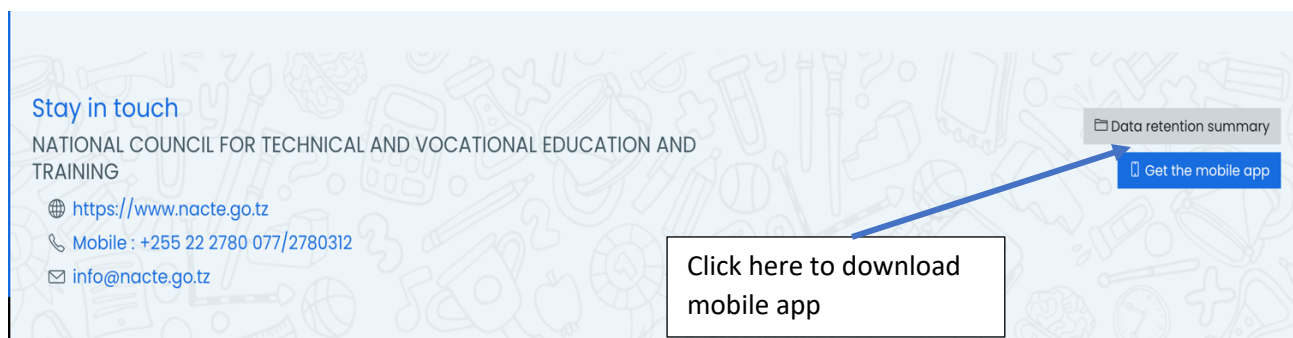 Stay in touch
NATIONAL COUNCIL FOR TECHNICAL AND VOCATIONAL EDUCATION AND
TRAINING
https://www.nacte.go.tz
Mobile : +255 22 2780 077/2780312
info@nacte.go.tz
Data retention summary
Get the mobile app
Click here to download
mobile app